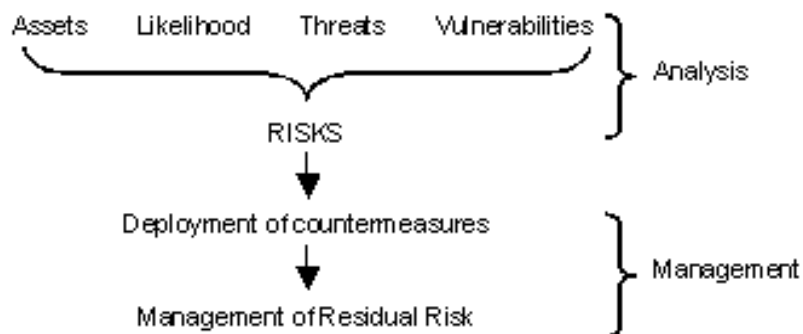 Assets Likelihood Threats Vulnerabilities
Analysis
RISKS
Deployment of countermeasures
Management
Management of Residual Risk